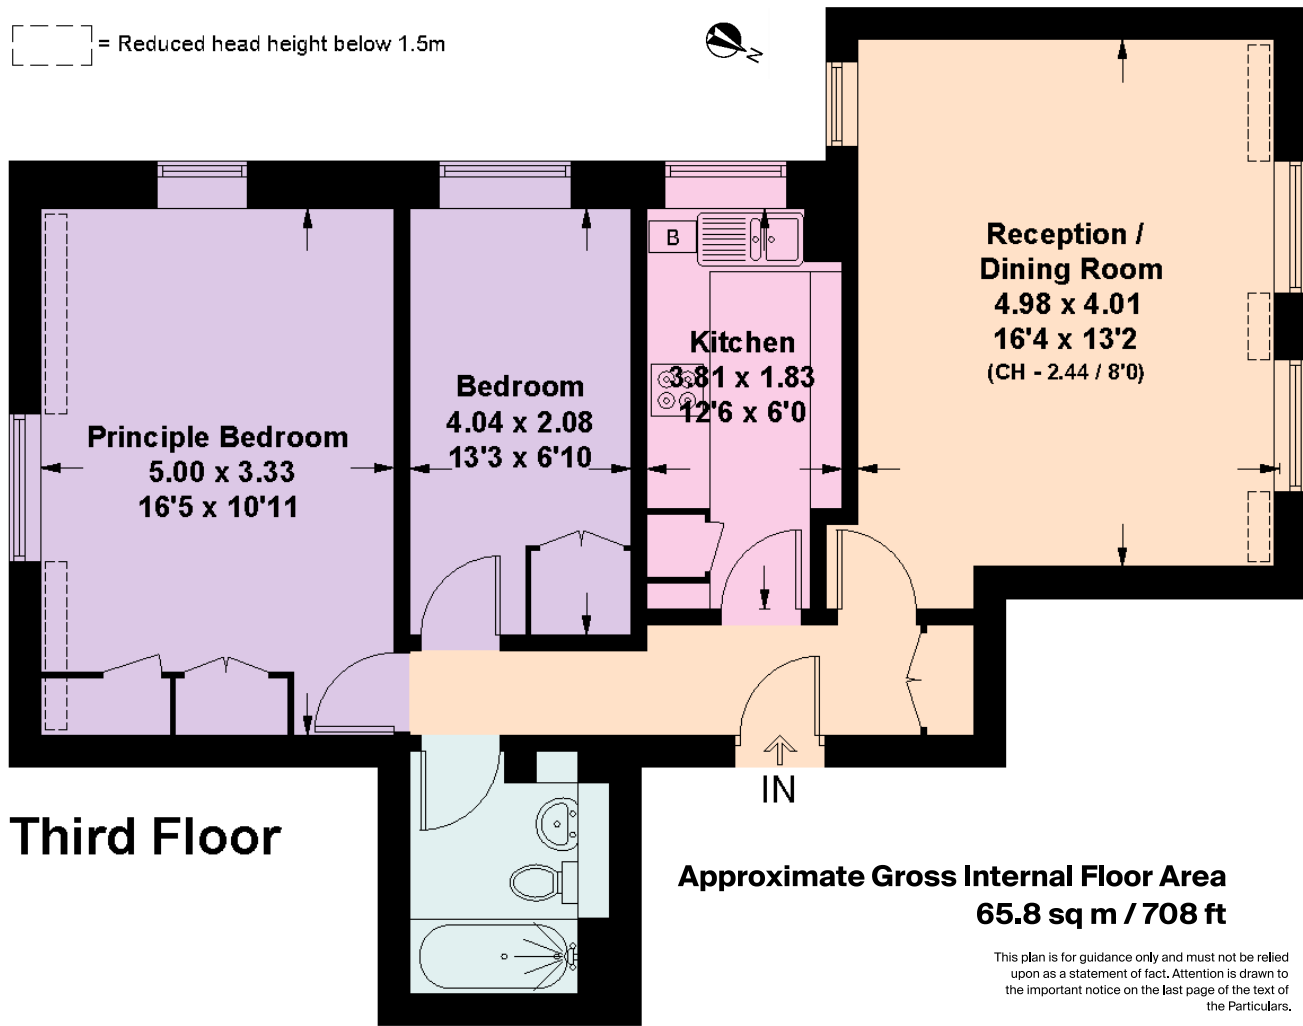 = Reduced head height below 1.5m
N
Reception /
Dining Room
4.98 x 4.01
16'4 x 13'2
(CH - 2.44 / 8'0)
B
Kitchen
3.81 x 1.83
12'6 x 6'0
Bedroom
4.04 x 2.08
13'3 x 6'10
Principle Bedroom
5.00 x 3.33
16'5 x 10'11
IN
Third Floor
Approximate Gross Internal Floor Area
65.8 sq m / 708 ft
This plan is for guidance only and must not be relied
upon as a statement of fact. Attention is drawn to
the important notice on the last page of the text of
the Particulars.